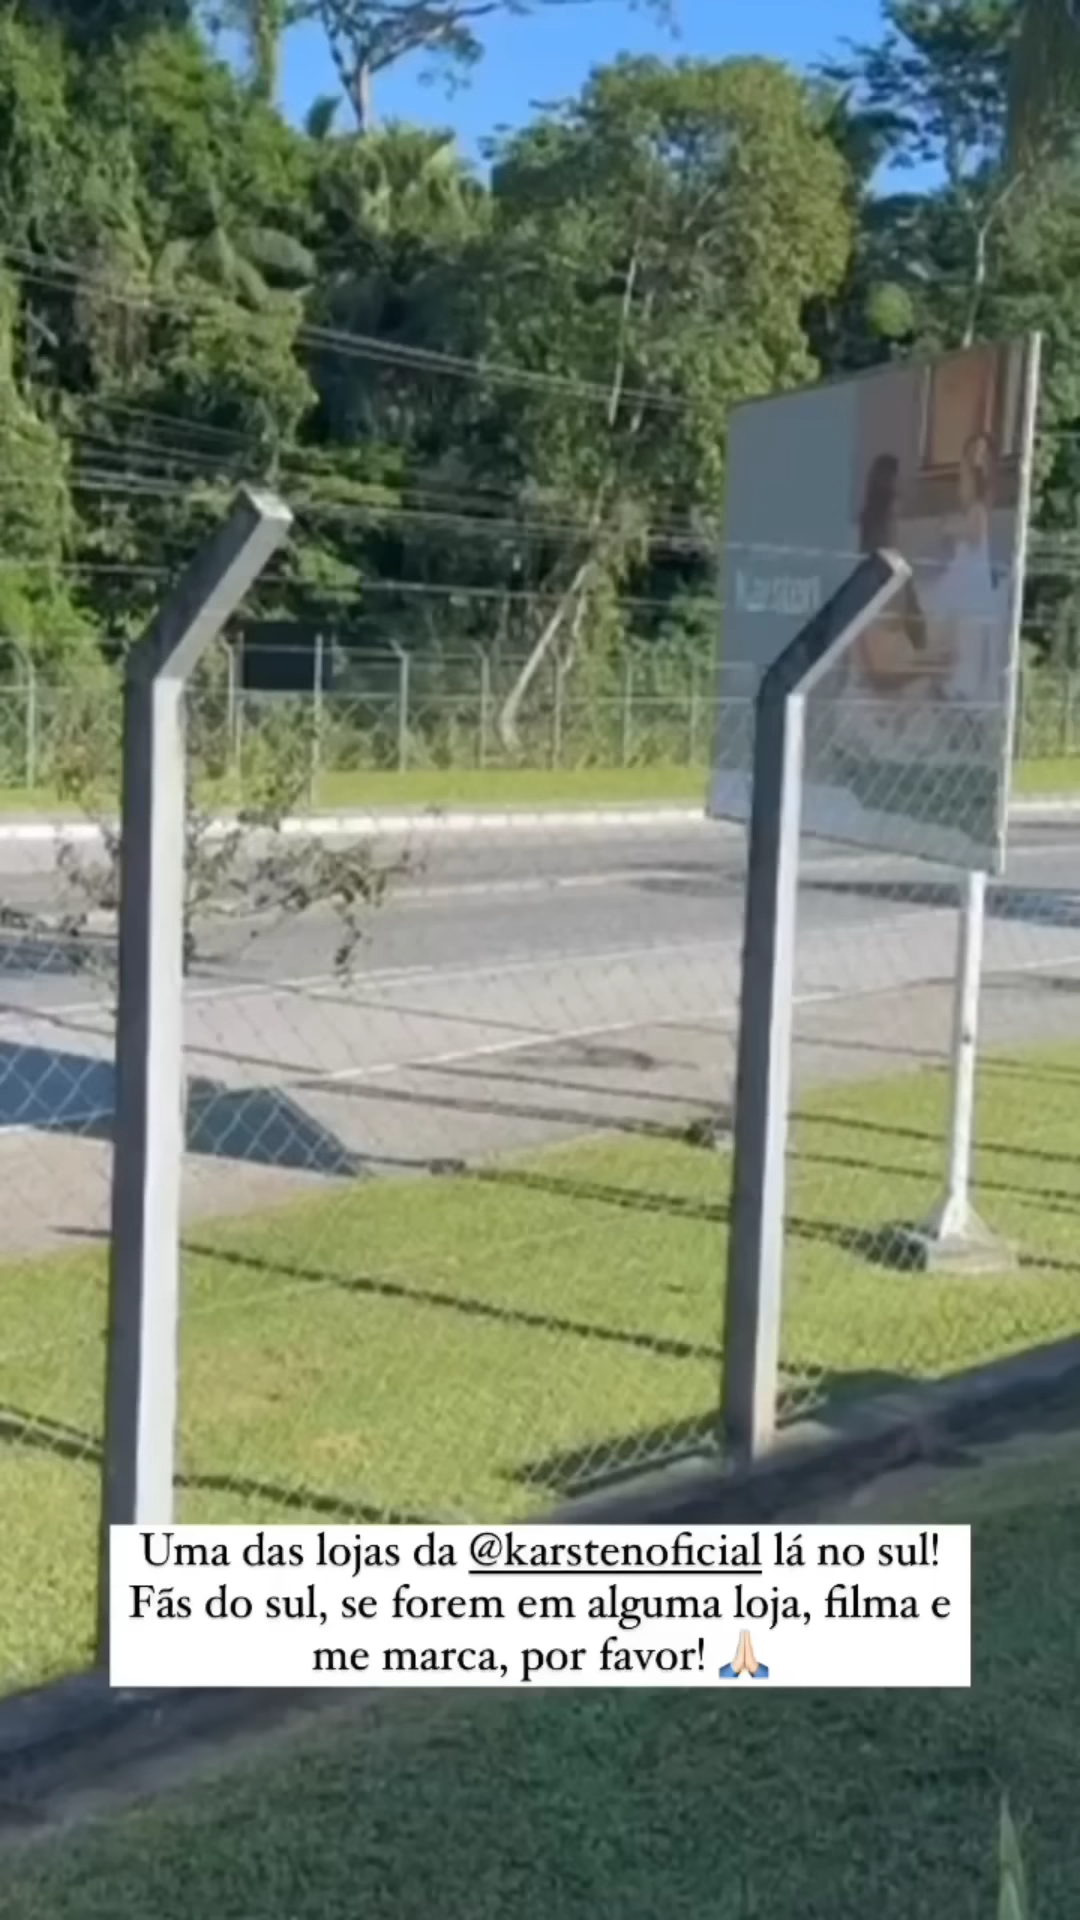 Karsten
Uma das lojas da @karstenoficial lá no sul!
Fãs do sul, se forem em alguma loja, filma e
me marca, por favor! 🙏🏻